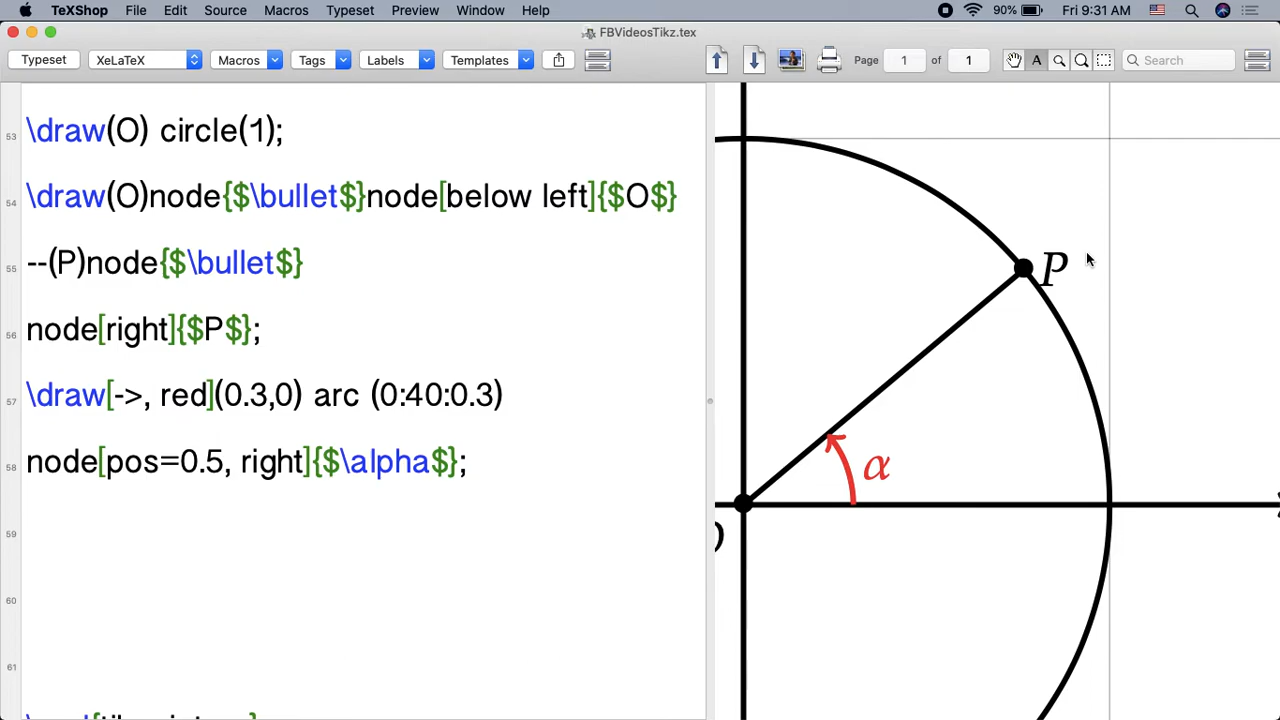 TeXShop File Edit Source Macros Typeset Preview Window Help 90% Fri 9:31 AM
FBVideosTikz.tex
Typeset XeLaTeX Macros Tags Labels Templates Page 1 of 1 Search
53 \draw(O) circle(1);
54 \draw(O)node{$\bullet$}node[below left]{$O$}
55 --(P)node{$\bullet$}
56 node[right]{$P$};
57 \draw[->, red](0.3,0) arc (0:40:0.3)
58 node[pos=0.5, right]{$\alpha$};
59
60
61
P
α